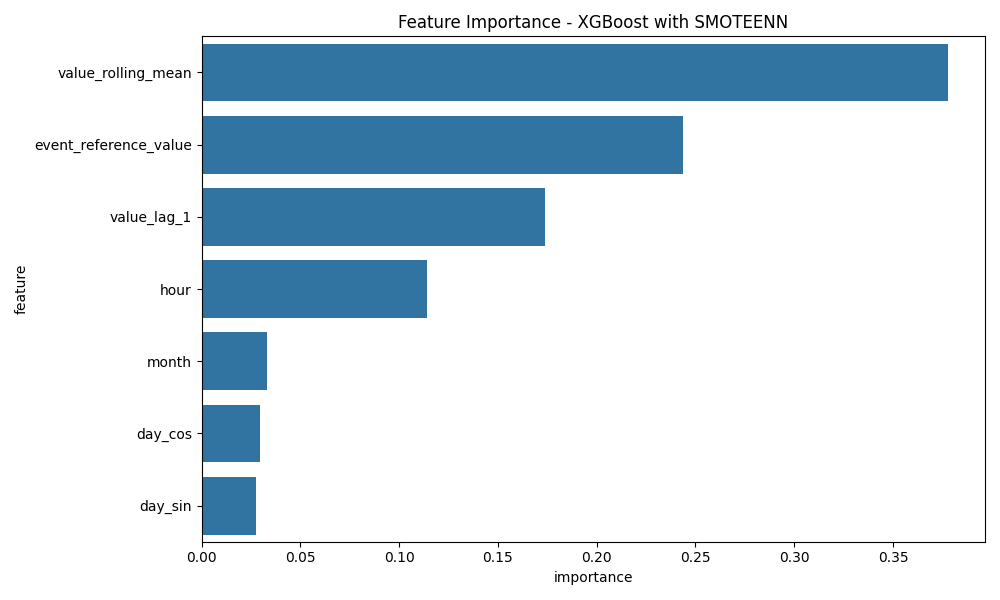 Feature Importance - XGBoost with SMOTEENN
feature
value_rolling_mean
event_reference_value
value_lag_1
hour
month
day_cos
day_sin
0.00 0.05 0.10 0.15 0.20 0.25 0.30 0.35
importance